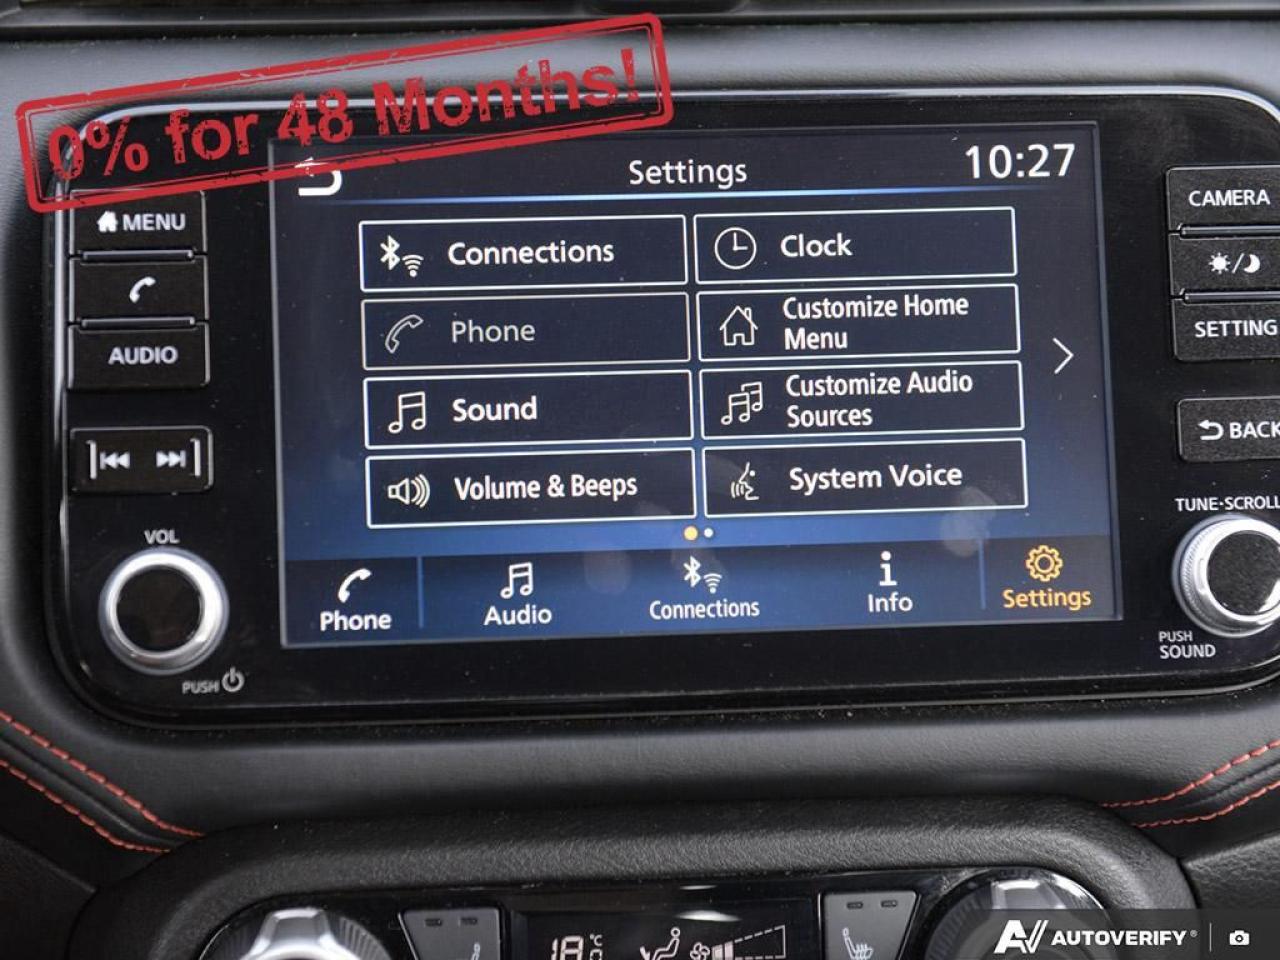 0% for 48 Months!
Settings
10:27
MENU
AUDIO
Connections
Clock
Phone
Customize Home
Menu
Sound
Customize Audio
Sources
Volume & Beeps
System Voice
Phone
Audio
Connections
Info
Settings
VOL
PUSH
CAMERA
SETTING
BACK
TUNE·SCROLL
PUSH
SOUND
18°C
AUTOVERIFY®